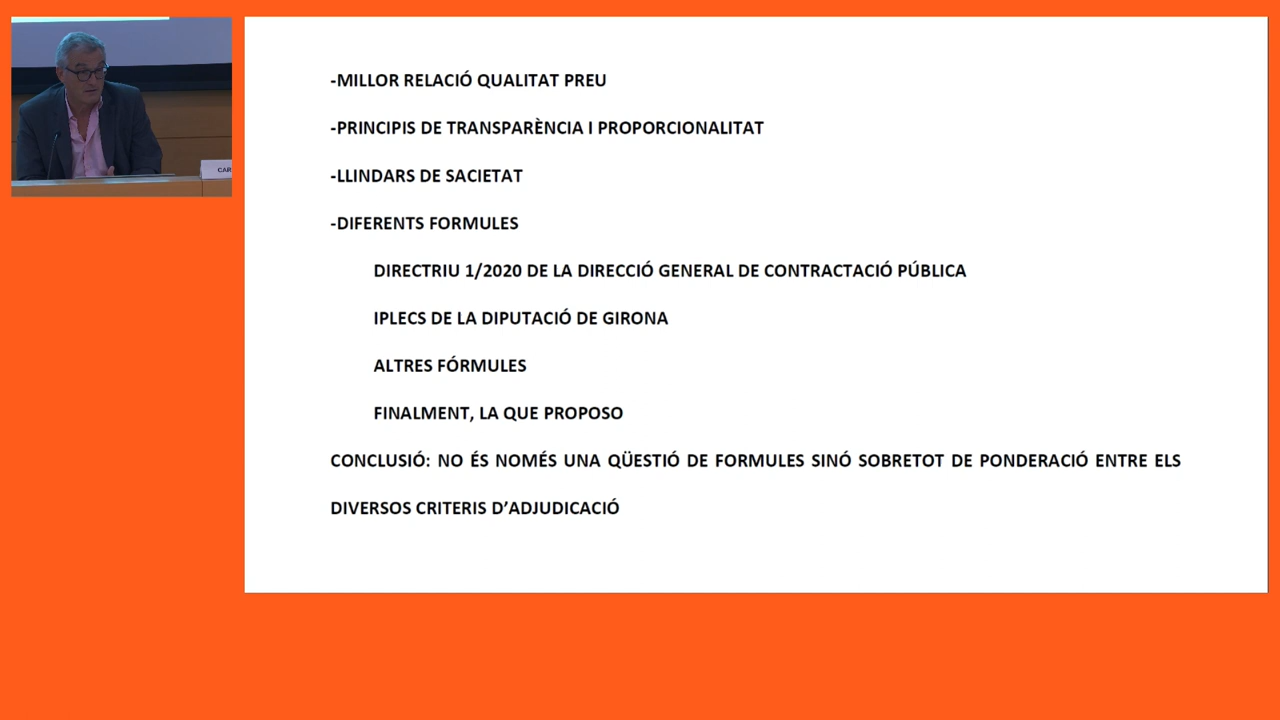 -MILLOR RELACIÓ QUALITAT PREU
-PRINCIPIS DE TRANSPARÈNCIA I PROPORCIONALITAT
-LLINDARS DE SACIETAT
-DIFERENTS FORMULES
DIRECTRIU 1/2020 DE LA DIRECCIÓ GENERAL DE CONTRACTACIÓ PÚBLICA
IPLECS DE LA DIPUTACIÓ DE GIRONA
ALTRES FÓRMULES
FINALMENT, LA QUE PROPOSO
CONCLUSIÓ: NO ÉS NOMÉS UNA QÜESTIÓ DE FORMULES SINÓ SOBRETOT DE PONDERACIÓ ENTRE ELS
DIVERSOS CRITERIS D’ADJUDICACIÓ
CAR